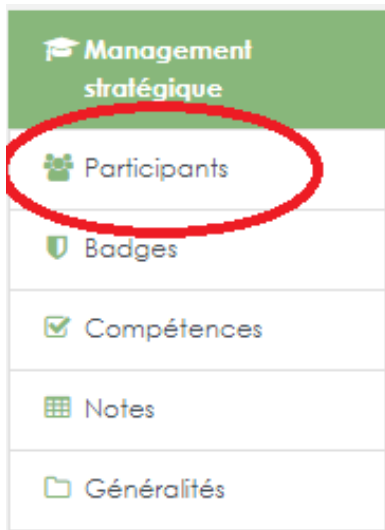 Management
stratégique
Participants
Badges
Compétences
Notes
Généralités